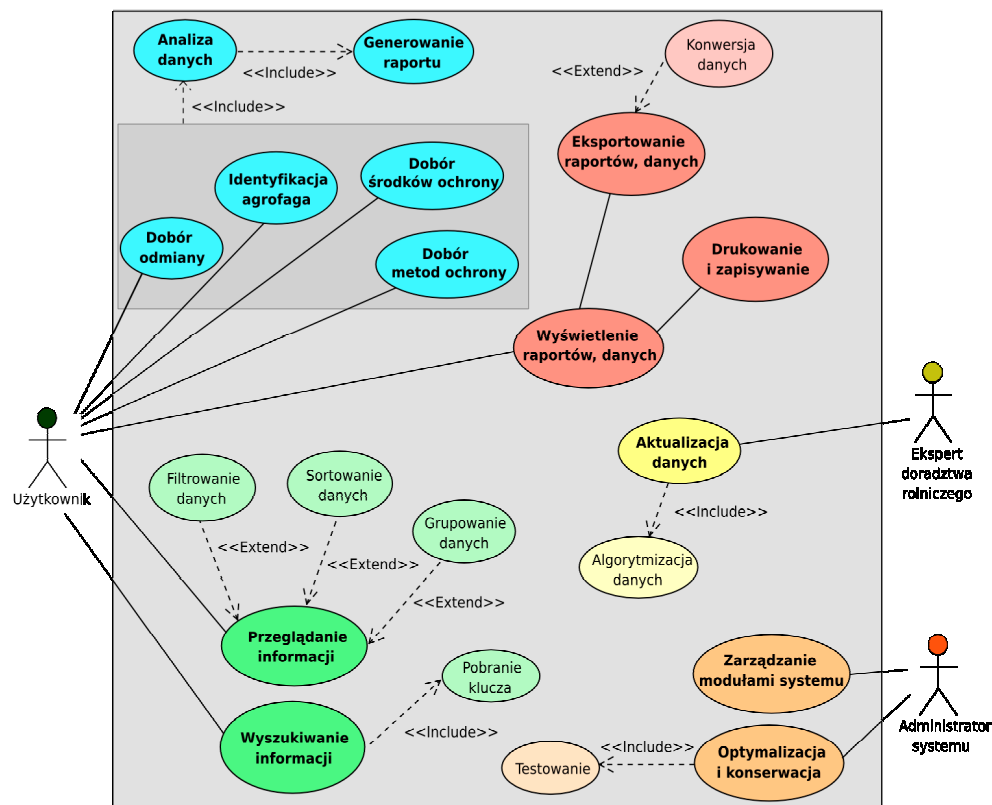 Analiza
danych
<<Include>>
Generowanie
raportu
<<Include>>
Konwersja
danych
<<Extend>>
Eksportowanie
raportów, danych
Dobór
środków ochrony
Identyfikacja
agrofaga
Dobór
odmiany
Dobór
metod ochrony
Drukowanie
i zapisywanie
Wyświetlenie
raportów, danych
Użytkownik
Aktualizacja
danych
Ekspert
doradztwa
rolniczego
<<Include>>
Algorytmizacja
danych
Filtrowanie
danych
Sortowanie
danych
Grupowanie
danych
<<Extend>>
<<Extend>>
<<Extend>>
Przeglądanie
informacji
Pobranie
klucza
<<Include>>
Wyszukiwanie
informacji
Zarządzanie
modułami systemu
Administrator
systemu
Optymalizacja
i konserwacja
<<Include>>
Testowanie